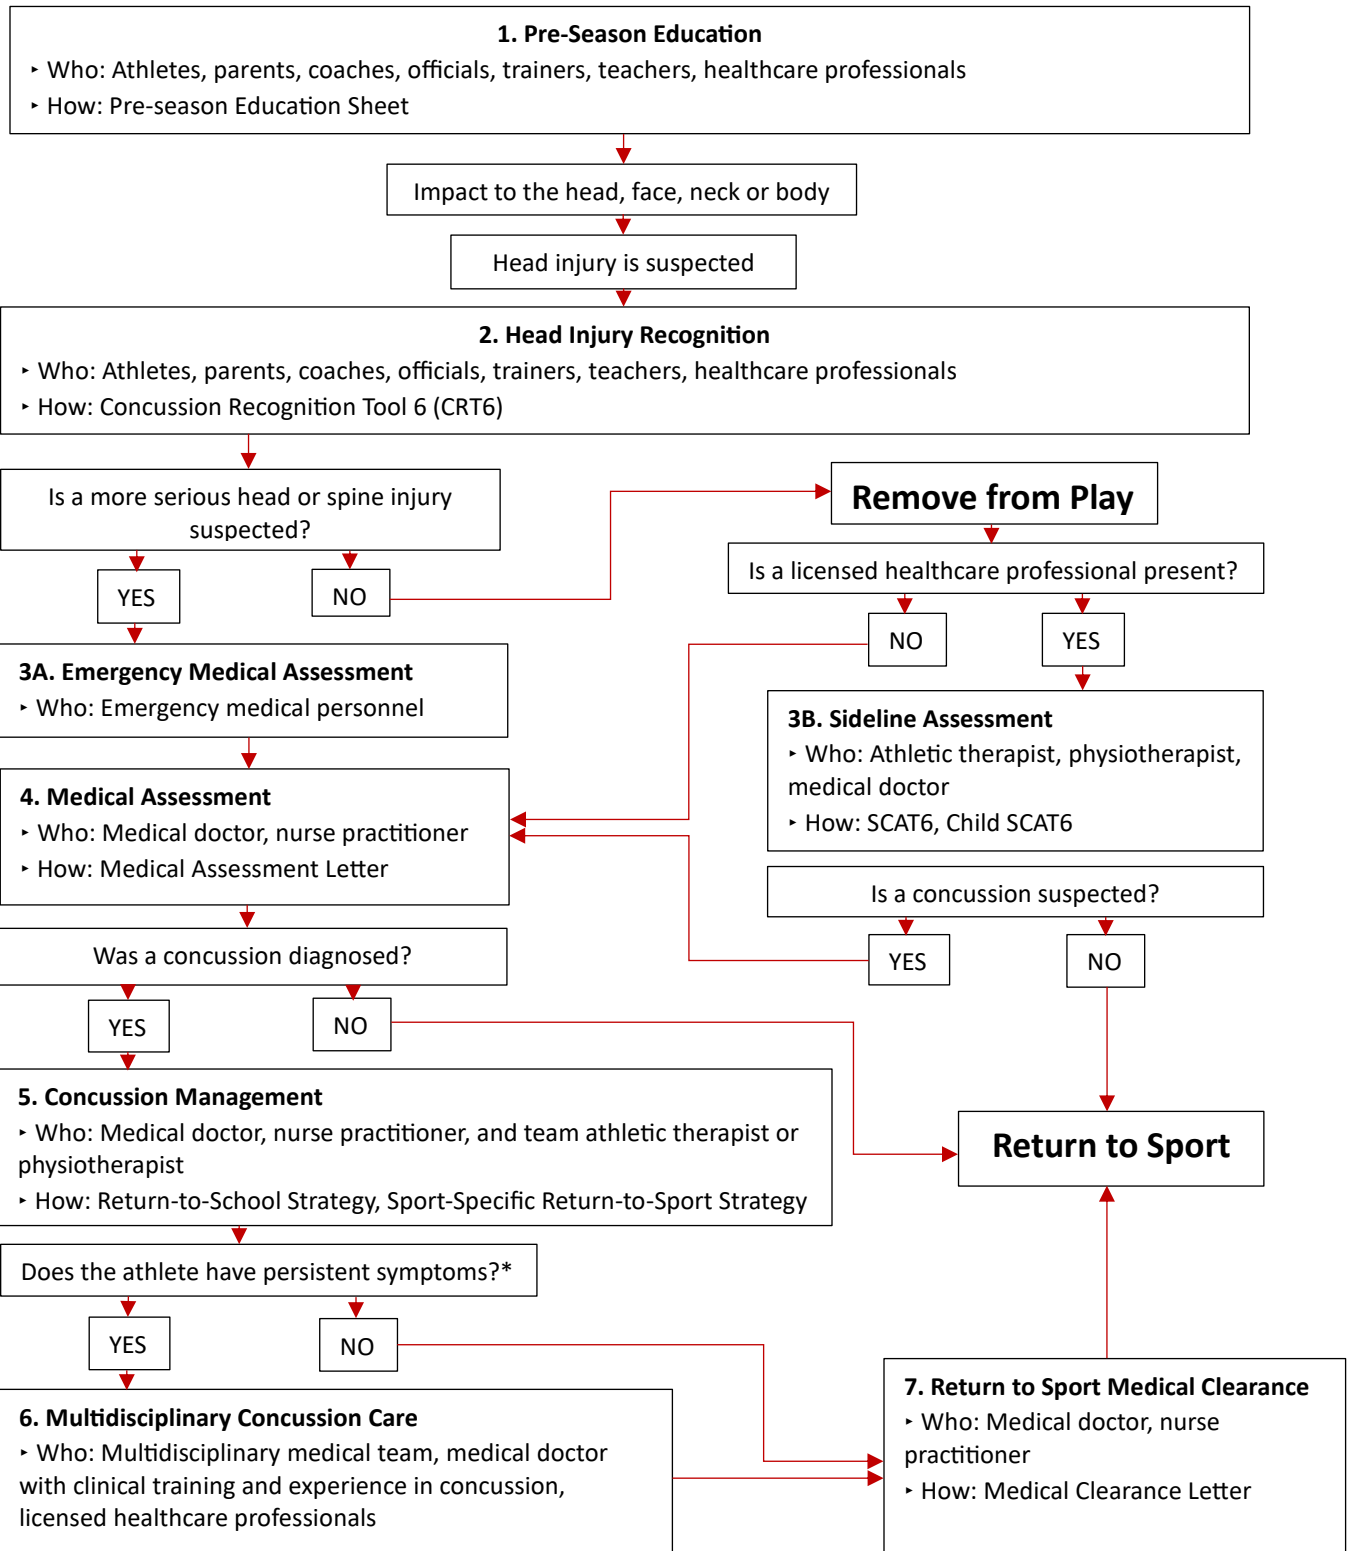 1. Pre-Season Education
‣ Who: Athletes, parents, coaches, officials, trainers, teachers, healthcare professionals
‣ How: Pre-season Education Sheet
Impact to the head, face, neck or body
Head injury is suspected
2. Head Injury Recognition
‣ Who: Athletes, parents, coaches, officials, trainers, teachers, healthcare professionals
‣ How: Concussion Recognition Tool 6 (CRT6)
Is a more serious head or spine injury
suspected?
YES
NO
Remove from Play
Is a licensed healthcare professional present?
NO
YES
3A. Emergency Medical Assessment
‣ Who: Emergency medical personnel
3B. Sideline Assessment
‣ Who: Athletic therapist, physiotherapist,
medical doctor
‣ How: SCAT6, Child SCAT6
4. Medical Assessment
‣ Who: Medical doctor, nurse practitioner
‣ How: Medical Assessment Letter
Is a concussion suspected?
YES
NO
Was a concussion diagnosed?
YES
NO
5. Concussion Management
‣ Who: Medical doctor, nurse practitioner, and team athletic therapist or
physiotherapist
‣ How: Return-to-School Strategy, Sport-Specific Return-to-Sport Strategy
Return to Sport
Does the athlete have persistent symptoms?*
YES
NO
6. Multidisciplinary Concussion Care
‣ Who: Multidisciplinary medical team, medical doctor
with clinical training and experience in concussion,
licensed healthcare professionals
7. Return to Sport Medical Clearance
‣ Who: Medical doctor, nurse
practitioner
‣ How: Medical Clearance Letter